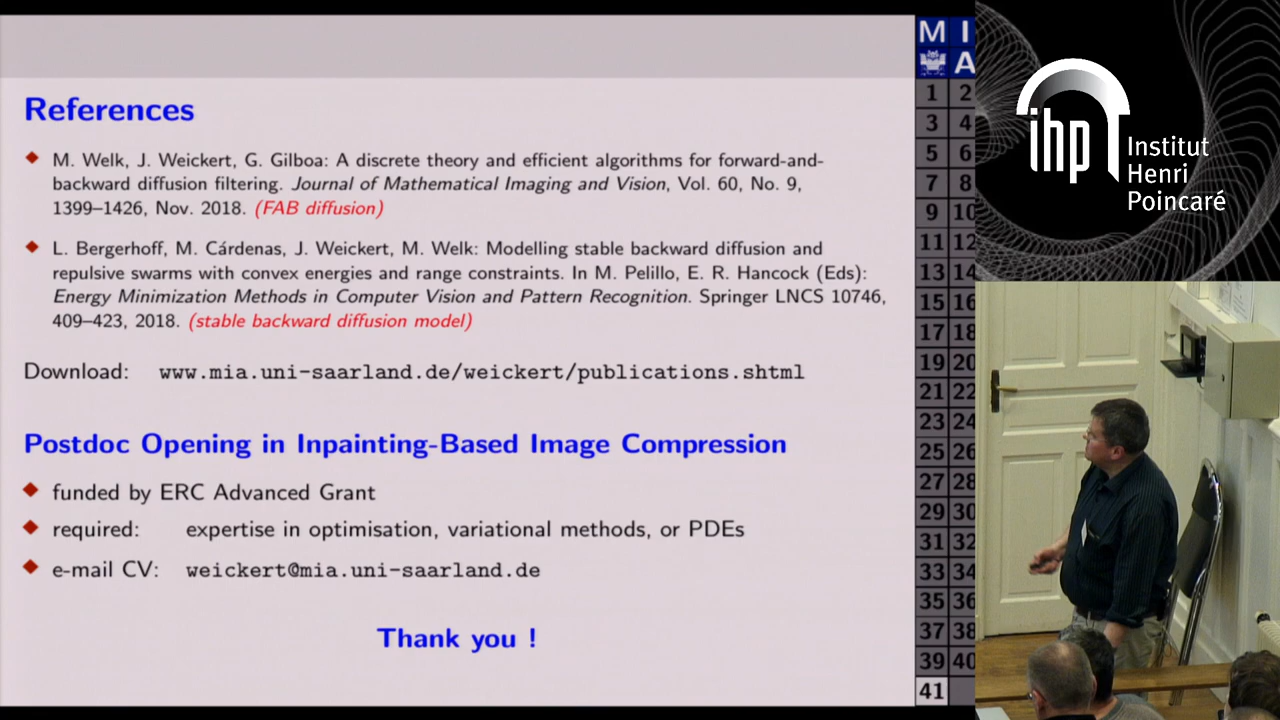 References
M. Welk, J. Weickert, G. Gilboa: A discrete theory and efficient algorithms for forward-and-
backward diffusion filtering. Journal of Mathematical Imaging and Vision, Vol. 60, No. 9,
1399–1426, Nov. 2018. (FAB diffusion)
L. Bergerhoff, M. Cárdenas, J. Weickert, M. Welk: Modelling stable backward diffusion and
repulsive swarms with convex energies and range constraints. In M. Pelillo, E. R. Hancock (Eds):
Energy Minimization Methods in Computer Vision and Pattern Recognition. Springer LNCS 10746,
409–423, 2018. (stable backward diffusion model)
Download: www.mia.uni-saarland.de/weickert/publications.shtml
Postdoc Opening in Inpainting-Based Image Compression
funded by ERC Advanced Grant
required: expertise in optimisation, variational methods, or PDEs
e-mail CV: weickert@mia.uni-saarland.de
Thank you !
M I
A
1 2
3 4
5 6
7 8
9 10
11 12
13 14
15 16
17 18
19 20
21 22
23 24
25 26
27 28
29 30
31 32
33 34
35 36
37 38
39 40
41
ihp Institut
Henri
Poincaré